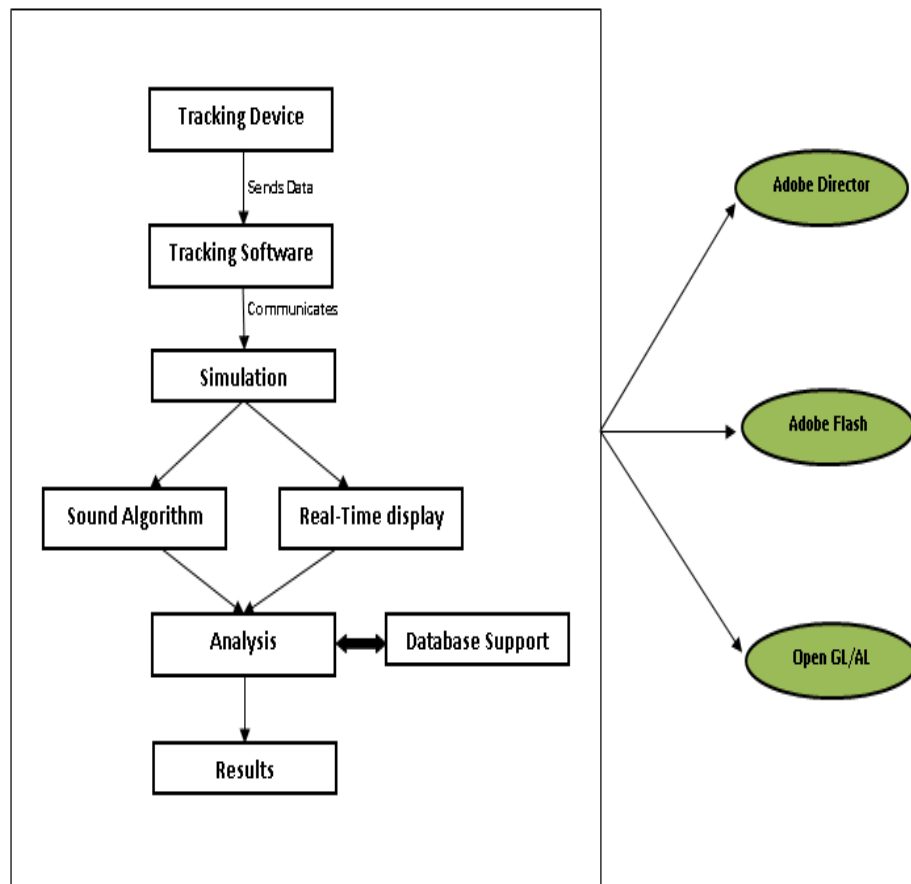 Tracking Device
Sends Data
Tracking Software
Communicates
Simulation
Sound Algorithm
Real-Time display
Analysis
Database Support
Results
Adobe Director
Adobe Flash
Open GL/AL